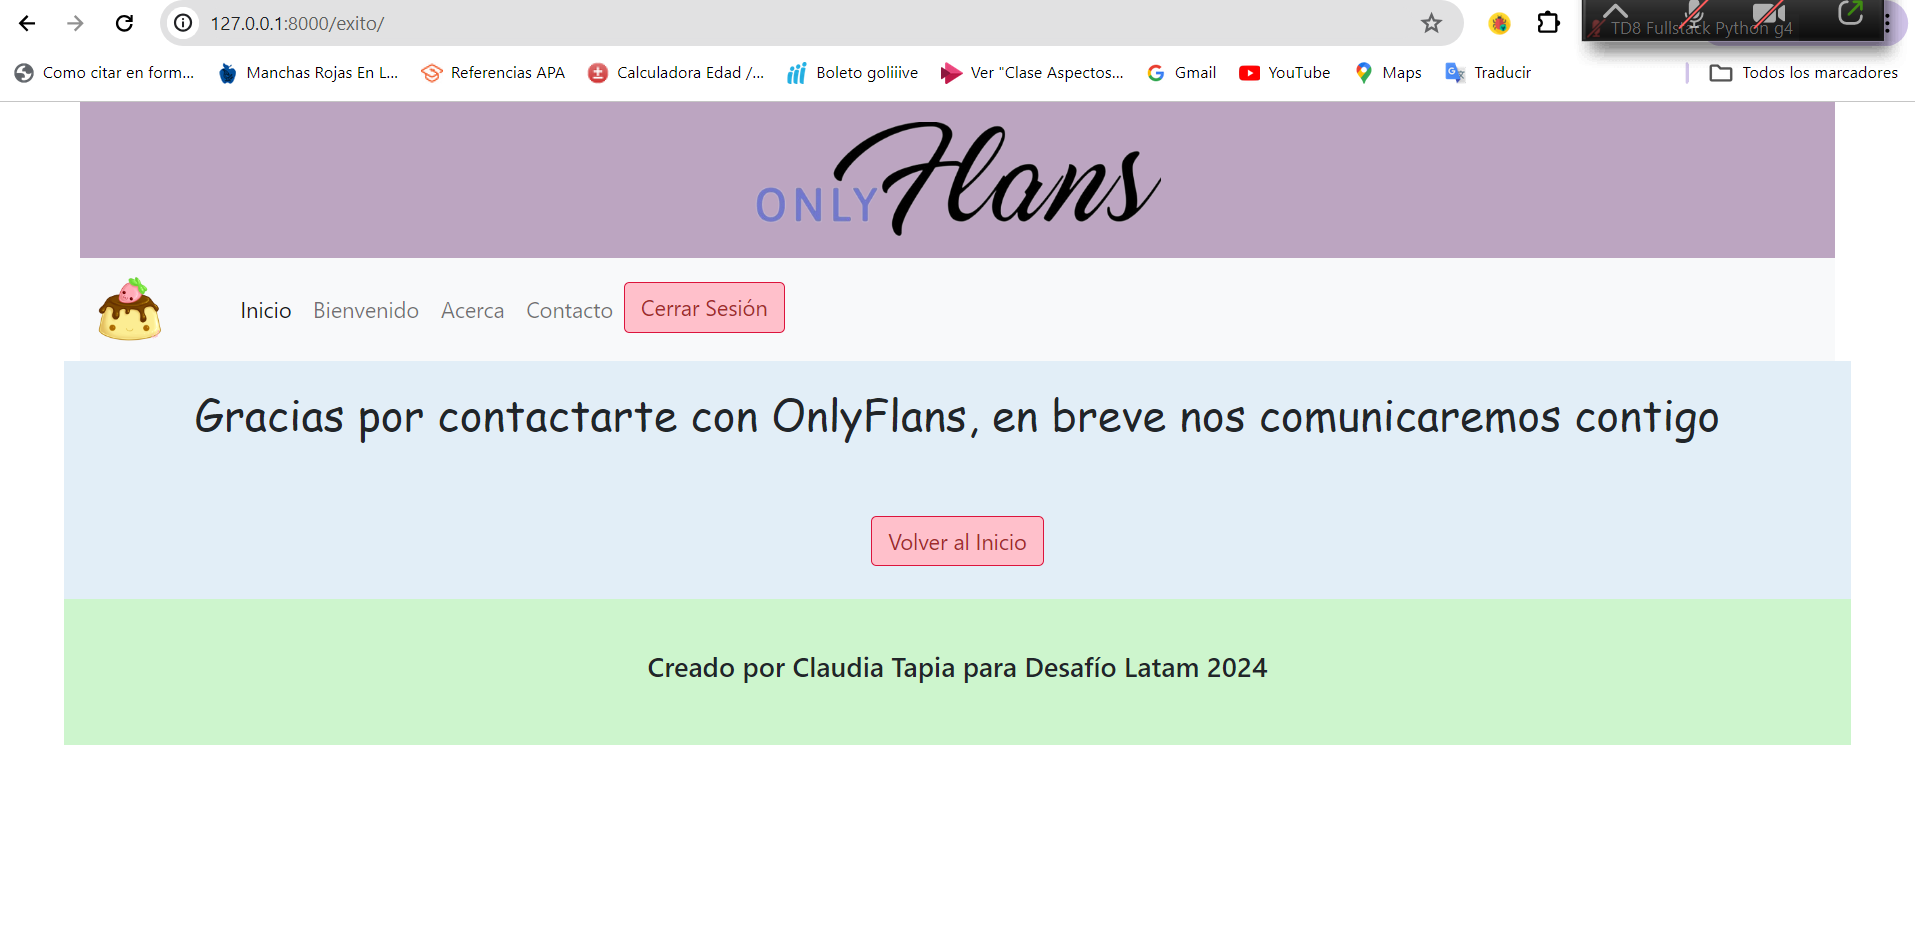 127.0.0.1:8000/exito/
TD8 Fullstack Python g4
Como citar en form...
Manchas Rojas En L...
Referencias APA
Calculadora Edad /...
Boleto goliiive
Ver "Clase Aspectos...
Gmail
YouTube
Maps
Traducir
Todos los marcadores
ONLY Flans
Inicio
Bienvenido
Acerca
Contacto
Cerrar Sesión
Gracias por contactarte con OnlyFlans, en breve nos comunicaremos contigo
Volver al Inicio
Creado por Claudia Tapia para Desafío Latam 2024